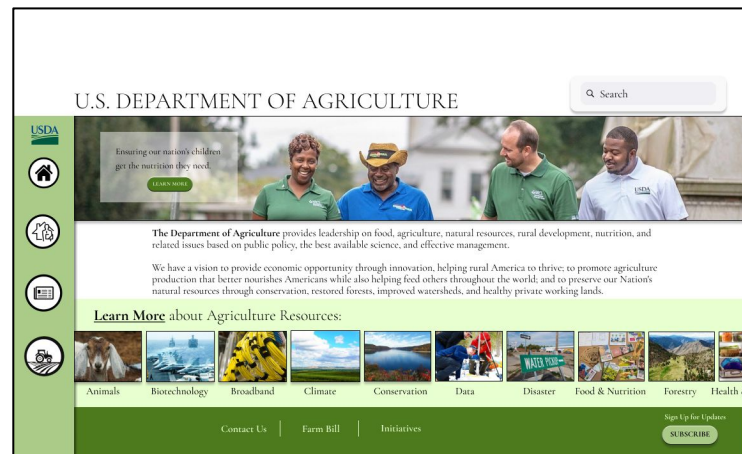 U.S. DEPARTMENT OF AGRICULTURE
Search
USDA
Ensuring our nation's children
get the nutrition they need.
LEARN MORE
USDA
The Department of Agriculture provides leadership on food, agriculture, natural resources, rural development, nutrition, and
related issues based on public policy, the best available science, and effective management.
We have a vision to provide economic opportunity through innovation, helping rural America to thrive; to promote agriculture
production that better nourishes Americans while also helping feed others throughout the world; and to preserve our Nation's
natural resources through conservation, restored forests, improved watersheds, and healthy private working lands.
Learn More about Agriculture Resources:
WATER PICKUP
Animals Biotechnology Broadband Climate Conservation Data Disaster Food & Nutrition Forestry Health
Contact Us Farm Bill Initiatives
Sign Up for Updates
SUBSCRIBE